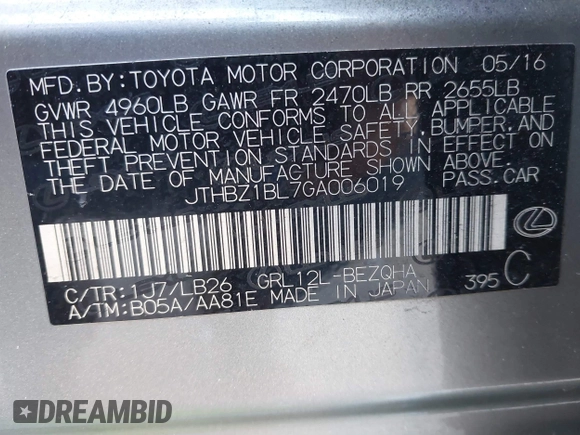 MFD.BY:TOYOTA MOTOR CORPORATION 05/16
GVWR 4960LB GAWR FR 2470LB RR 2655LB
THIS VEHICLE CONFORMS TO ALL APPLICABLE
FEDERAL MOTOR VEHICLE SAFETY,BUMPER,AND
THEFT PREVENTION STANDARDS IN EFFECT ON
THE DATE OF MANUFACTURE SHOWN ABOVE.
JTHBZ1BL7GA006019 PASS.CAR
C/TR:1J7/LB26 GRL12L-BEZQHA
A/TM:B05A/AA81E MADE IN JAPAN 395 C
DREAMBID